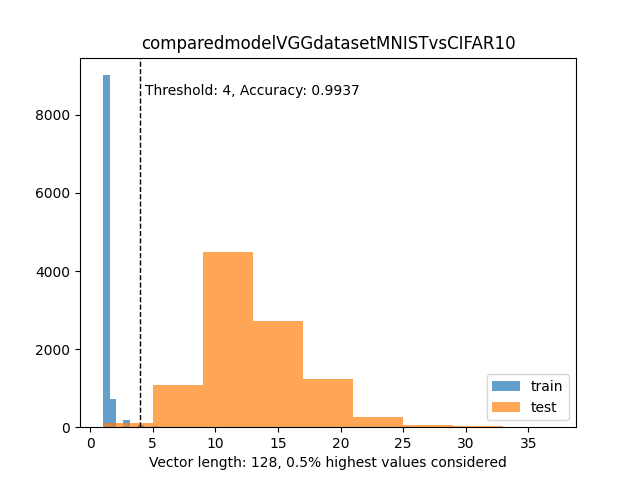 comparedmodelVGGdatasetMNISTvsCIFAR10
Threshold: 4, Accuracy: 0.9937
8000
6000
4000
2000
0
train
test
0 5 10 15 20 25 30 35
Vector length: 128, 0.5% highest values considered